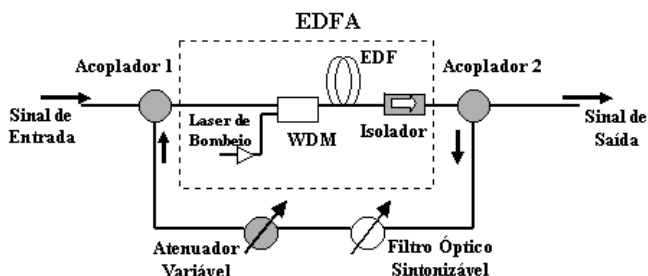 EDFA
Acoplador 1
EDF
Acoplador 2
Sinal de
Entrada
Laser de
Bombeio
WDM
Isolador
Sinal de
Saída
Atenuador
Variável
Filtro Óptico
Sintonizável